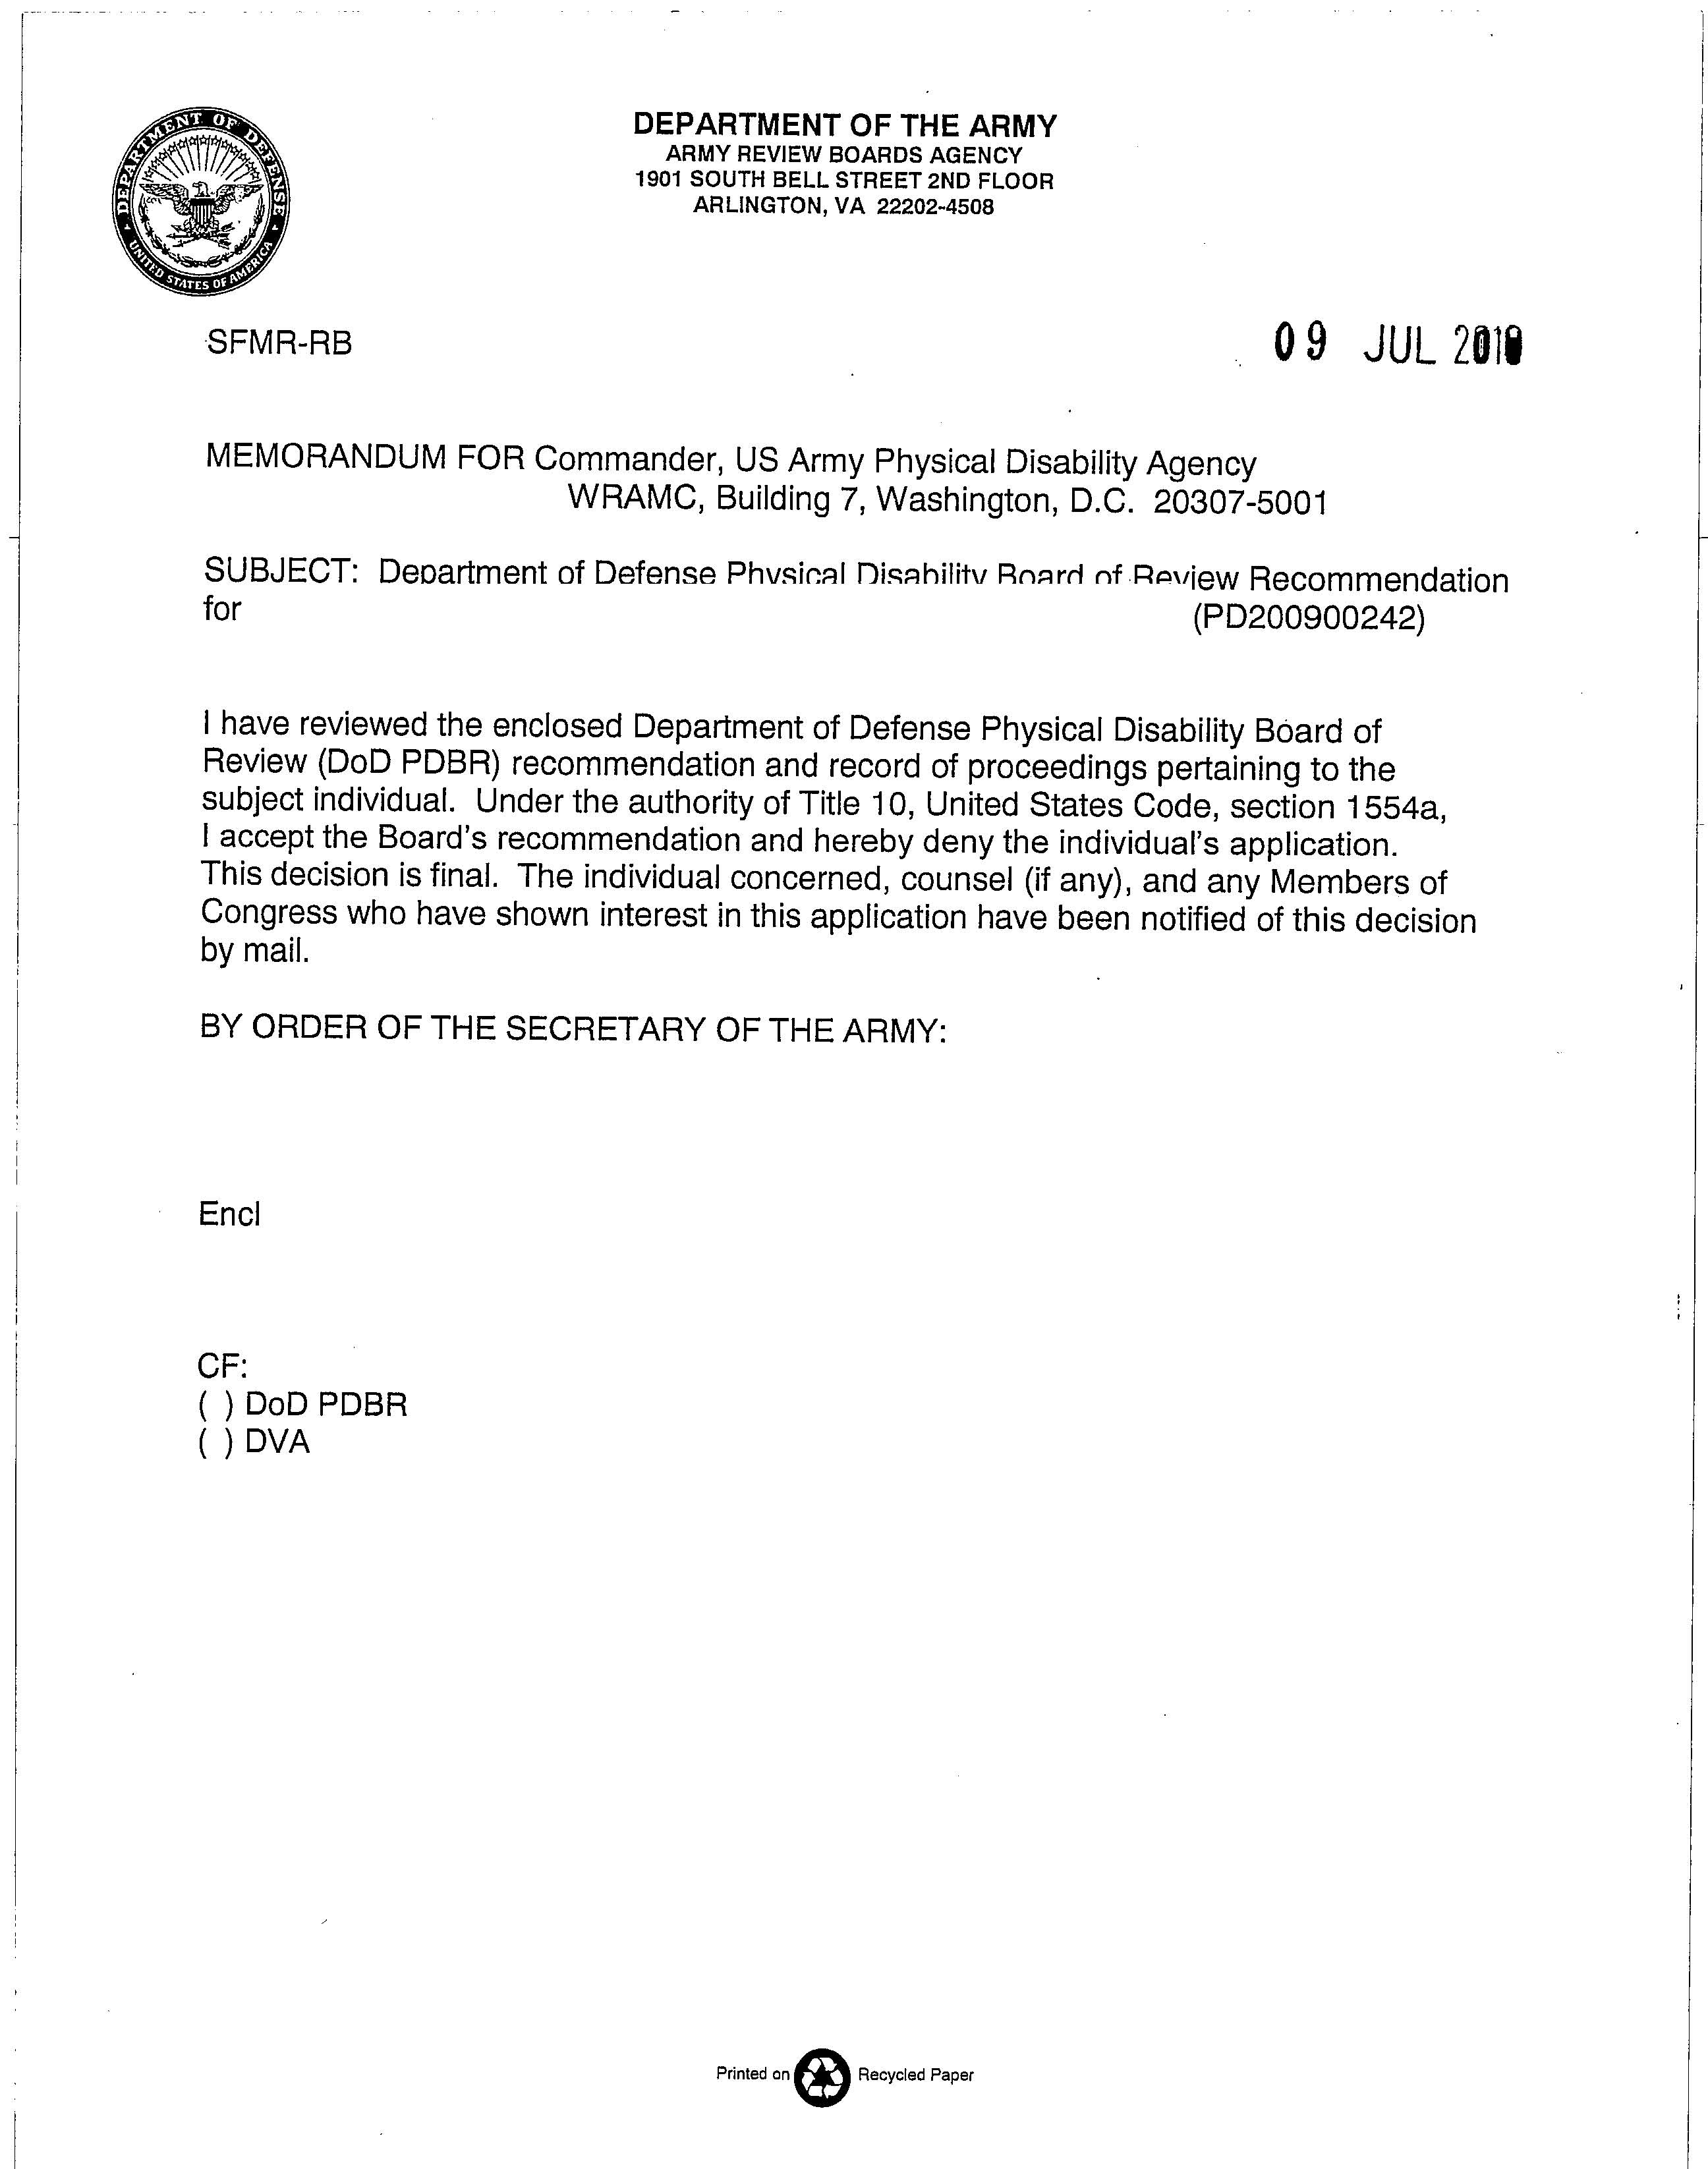 DEPARTMENT OF DEFENSE
UNITED STATES OF AMERICA
DEPARTMENT OF THE ARMY
ARMY REVIEW BOARDS AGENCY
1901 SOUTH BELL STREET 2ND FLOOR
ARLINGTON, VA 22202-4508
SFMR-RB
09 JUL 2010
MEMORANDUM FOR Commander, US Army Physical Disability Agency
WRAMC, Building 7, Washington, D.C. 20307-5001
SUBJECT: Department of Defense Physical Disability Board of Review Recommendation
for (PD200900242)
I have reviewed the enclosed Department of Defense Physical Disability Board of
Review (DoD PDBR) recommendation and record of proceedings pertaining to the
subject individual. Under the authority of Title 10, United States Code, section 1554a,
I accept the Board's recommendation and hereby deny the individual's application.
This decision is final. The individual concerned, counsel (if any), and any Members of
Congress who have shown interest in this application have been notified of this decision
by mail.
BY ORDER OF THE SECRETARY OF THE ARMY:
Encl
CF:
( ) DoD PDBR
( ) DVA
Printed on Recycled Paper